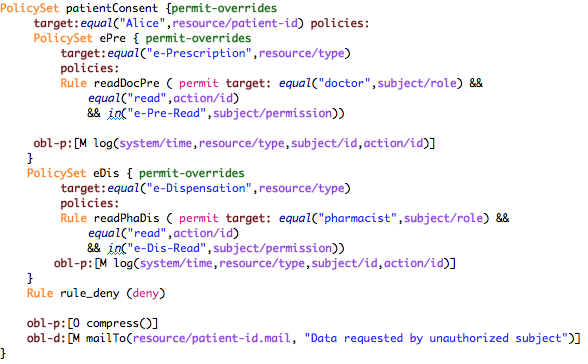 PolicySet patientConsent {permit-overrides
target:equal("Alice",resource/patient-id) policies:
PolicySet ePre { permit-overrides
target:equal("e-Prescription",resource/type)
policies:
Rule readDocPre ( permit target: equal("doctor",subject/role) &&
equal("read",action/id)
&& in("e-Pre-Read",subject/permission))
obl-p:[M log(system/time,resource/type,subject/id,action/id)]
}
PolicySet eDis { permit-overrides
target:equal("e-Dispensation",resource/type)
policies:
Rule readPhaDis ( permit target: equal("pharmacist",subject/role) &&
equal("read",action/id)
&& in("e-Dis-Read",subject/permission))
obl-p:[M log(system/time,resource/type,subject/id,action/id)]
}
Rule rule_deny (deny)
obl-p:[O compress()]
obl-d:[M mailTo(resource/patient-id.mail, "Data requested by unauthorized subject")]
}